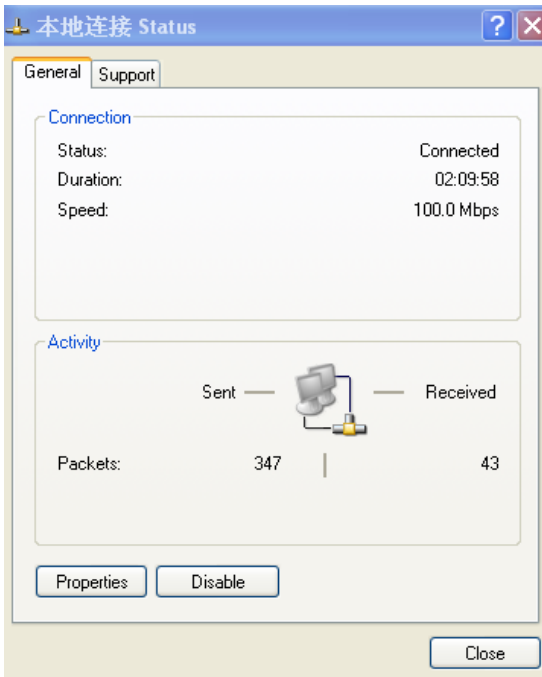 本地连接 Status
General Support
Connection
Status: Connected
Duration: 02:09:58
Speed: 100.0 Mbps
Activity
Sent Received
Packets: 347 43
Properties Disable
Close